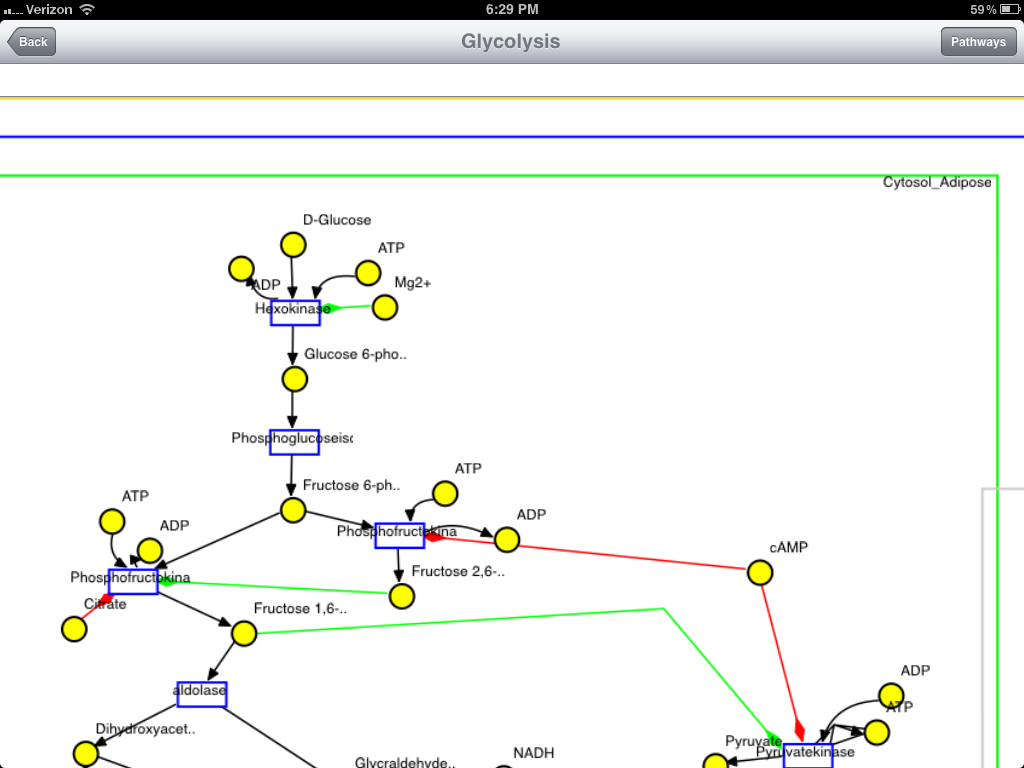 Verizon 6:29 PM 59%
Back Glycolysis Pathways
Cytosol_Adipose
D-Glucose
ATP
ADP
Mg2+
Hexokinase
Glucose 6-pho..
Phosphoglucoseiso
Fructose 6-ph..
ATP
ADP
Phosphofructokina
ATP
ADP
Phosphofructokina
cAMP
Fructose 2,6-..
Citrate
Fructose 1,6-..
aldolase
ADP
ATP
Dihydroxyacet..
Pyruvate
Pyruvatekinase
NADH
Glycraldehyde..